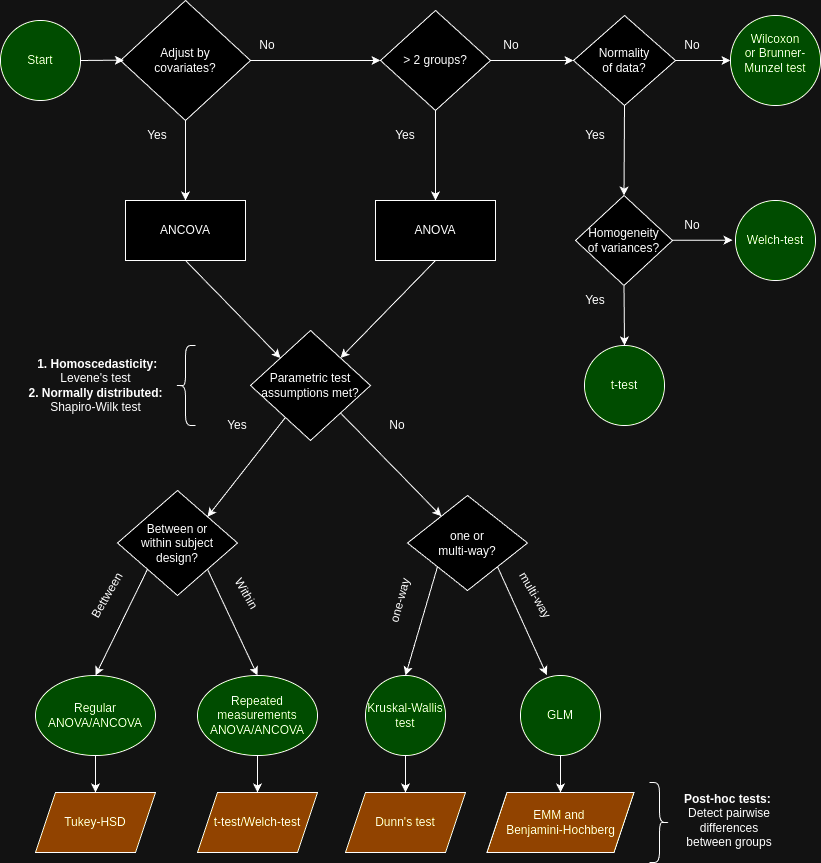 Start
Adjust by
covariates?
No
> 2 groups?
No
Normality
of data?
No
Wilcoxon
or Brunner-
Munzel test
Yes
Yes
Yes
ANCOVA
ANOVA
Homogeneity
of variances?
No
Welch-test
Yes
t-test
1. Homoscedasticity:
Levene's test
2. Normally distributed:
Shapiro-Wilk test
Parametric test
assumptions met?
Yes
No
Between or
within subject
design?
one or
multi-way?
Bettween
Within
one-way
multi-way
Regular
ANOVA/ANCOVA
Repeated
measurements
ANOVA/ANCOVA
Kruskal-Wallis
test
GLM
Tukey-HSD
t-test/Welch-test
Dunn's test
EMM and
Benjamini-Hochberg
Post-hoc tests:
Detect pairwise
differences
between groups